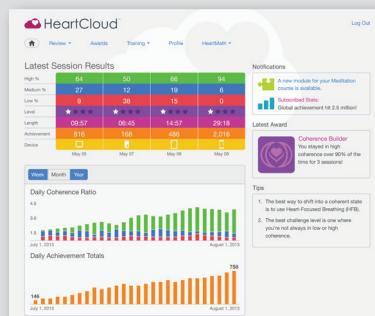 HeartCloud
Log Out
Review
Awards
Training
Profile
HeartMath
Latest Session Results
High % 64 50 66 94
Medium % 27 12 19 6
Low % 9 38 15 0
Level
Length 09:57 06:45 14:57 29:18
Achievement 816 168 486 2,016
Device
May 05 May 07 May 08 May 09
Week Month Year
Daily Coherence Ratio
4.5
3.0
1.5
July 1, 2013 August 1, 2013
Daily Achievement Totals
750
146
July 1, 2013 August 1, 2013
Notifications
A new module for your Meditation
course is available.
Subscribed Stats:
Global achievement hit 2.5 million!
Latest Award
Coherence Builder
You stayed in high
coherence over 90% of the
time for 3 sessions!
Tips
1. The best way to shift into a coherent state
is to use Heart-Focused Breathing (HFB).
2. The best challenge level is one where
you're not always in low or high
coherence.